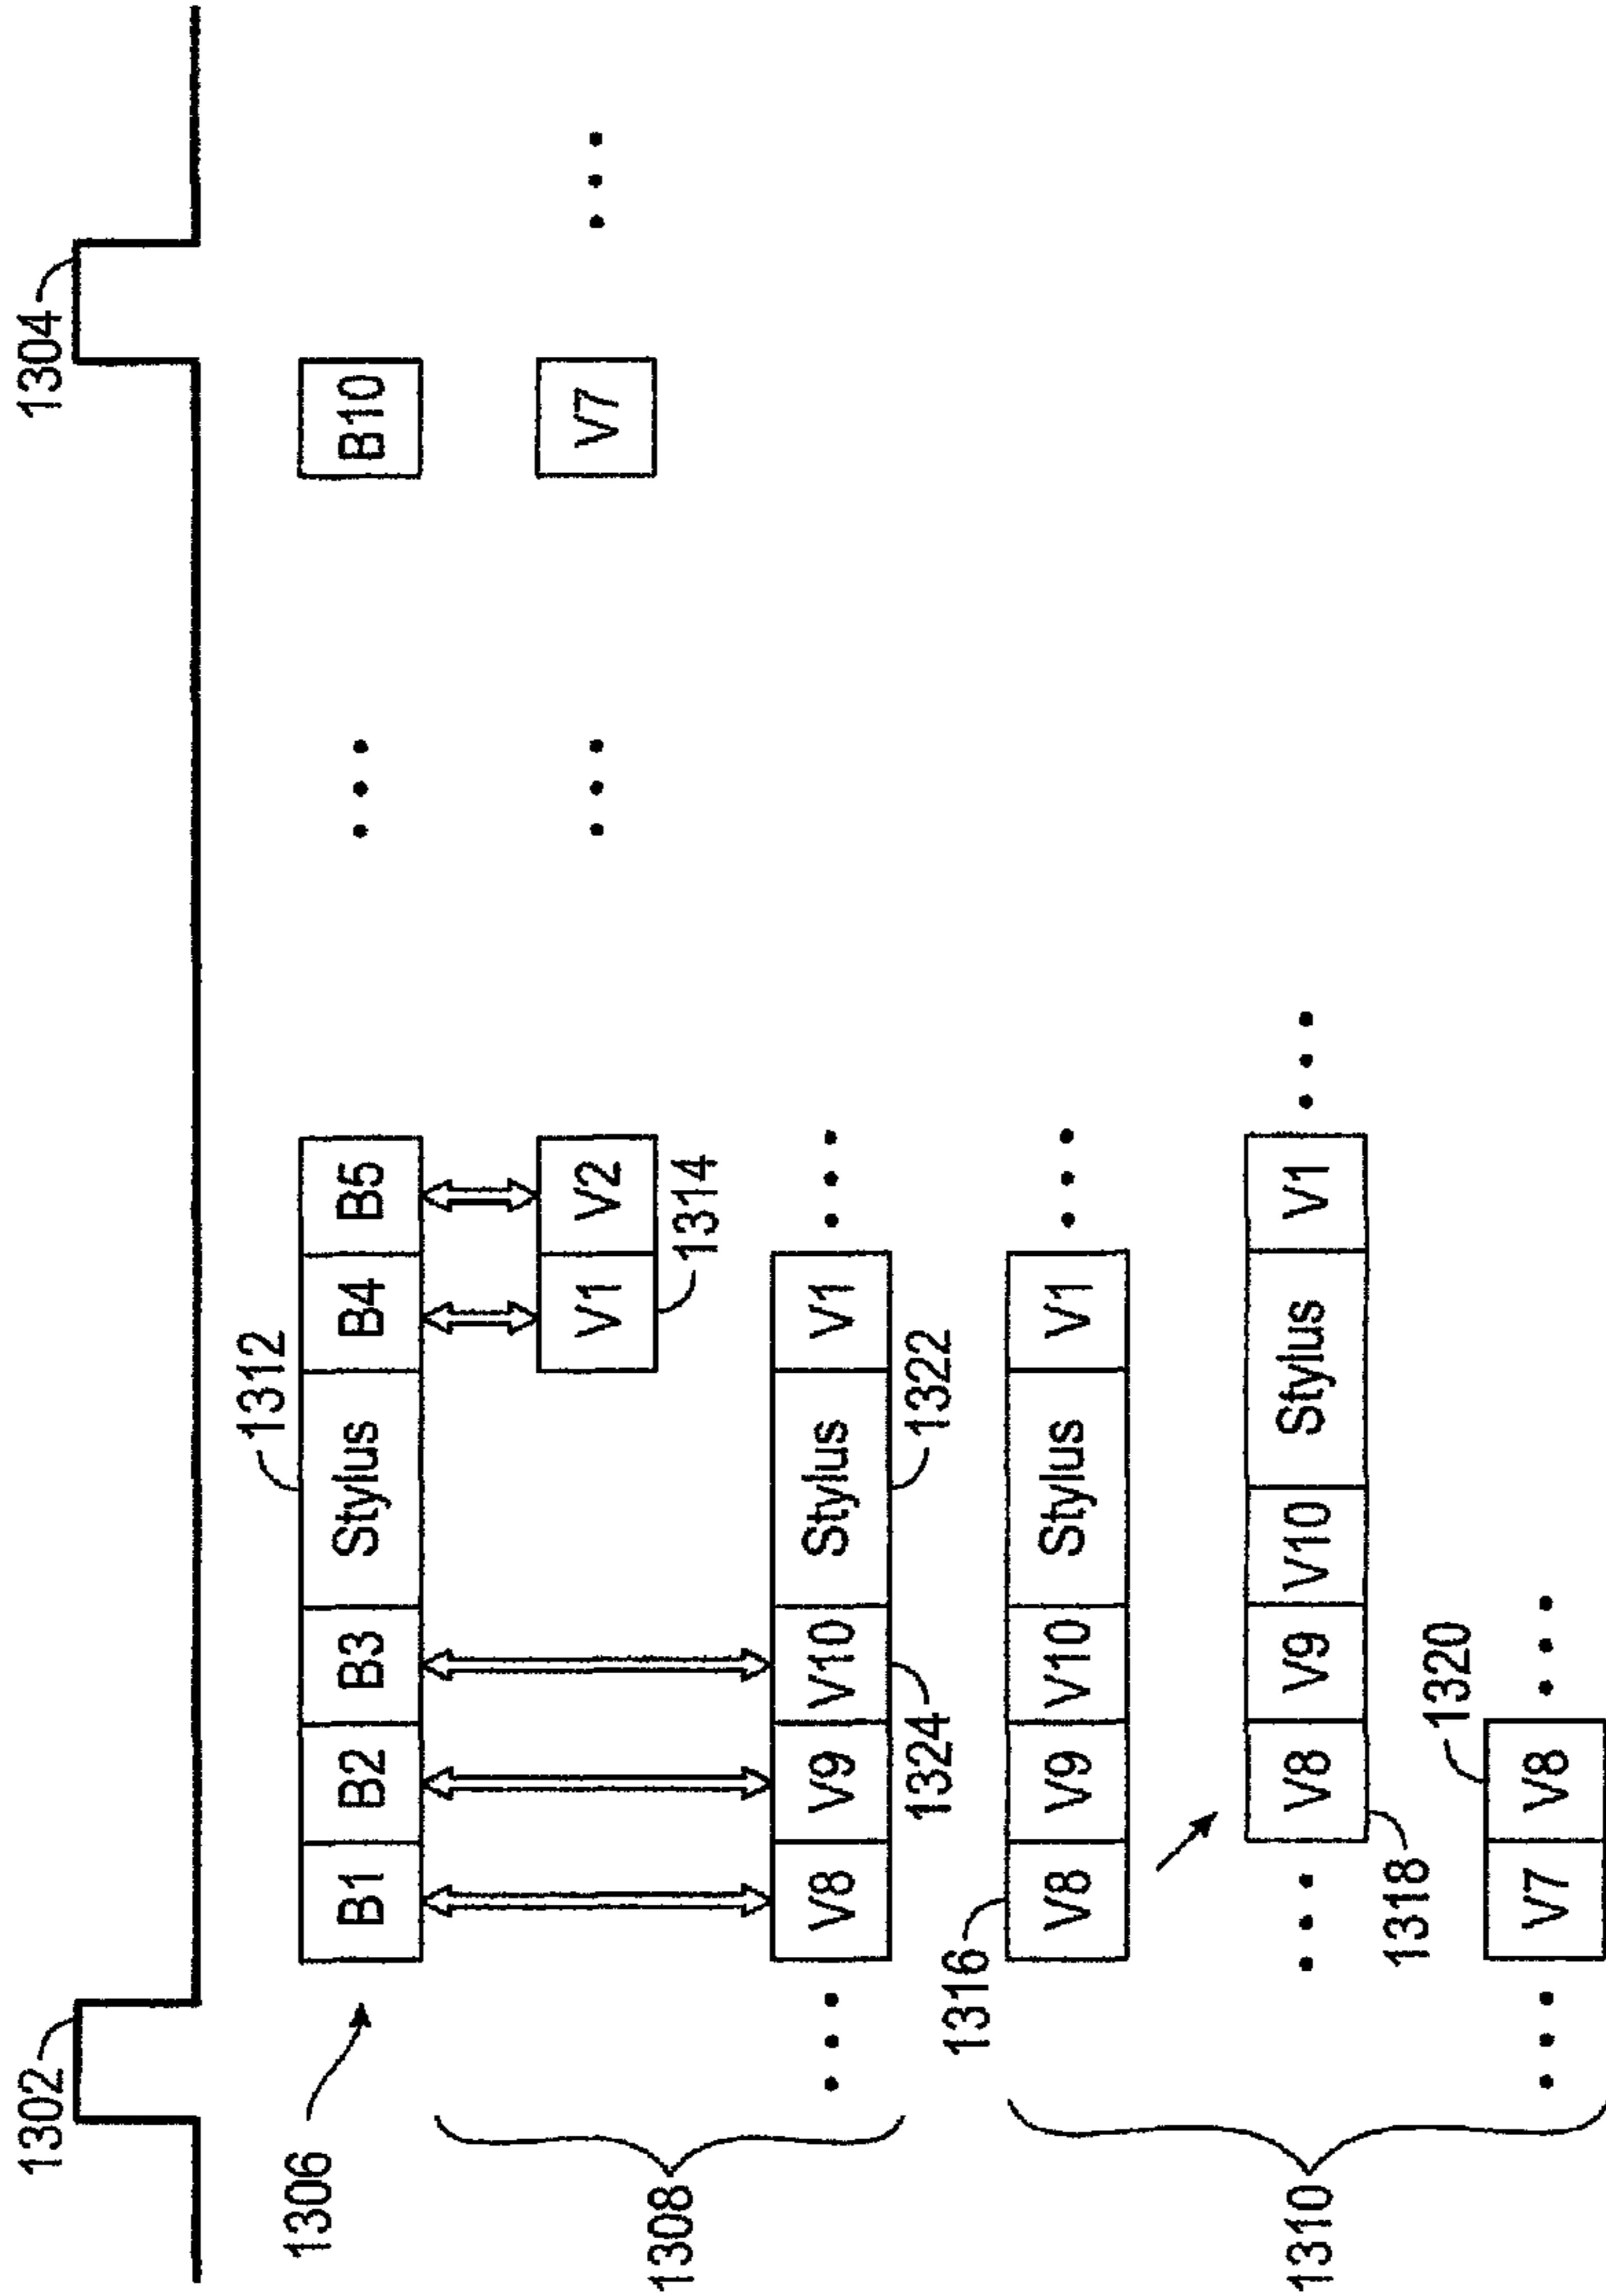 1302 1304
1306 B1 B2 B3 Stylus B4 B5 B10
1312
1308 V1 V2 V7
1314
V8 V9 V10 Stylus V1
1324 1322
1310 1316 V8 V9 V10 Stylus V1
V8 V9 V10 Stylus V1
1318
1320
V7 V8